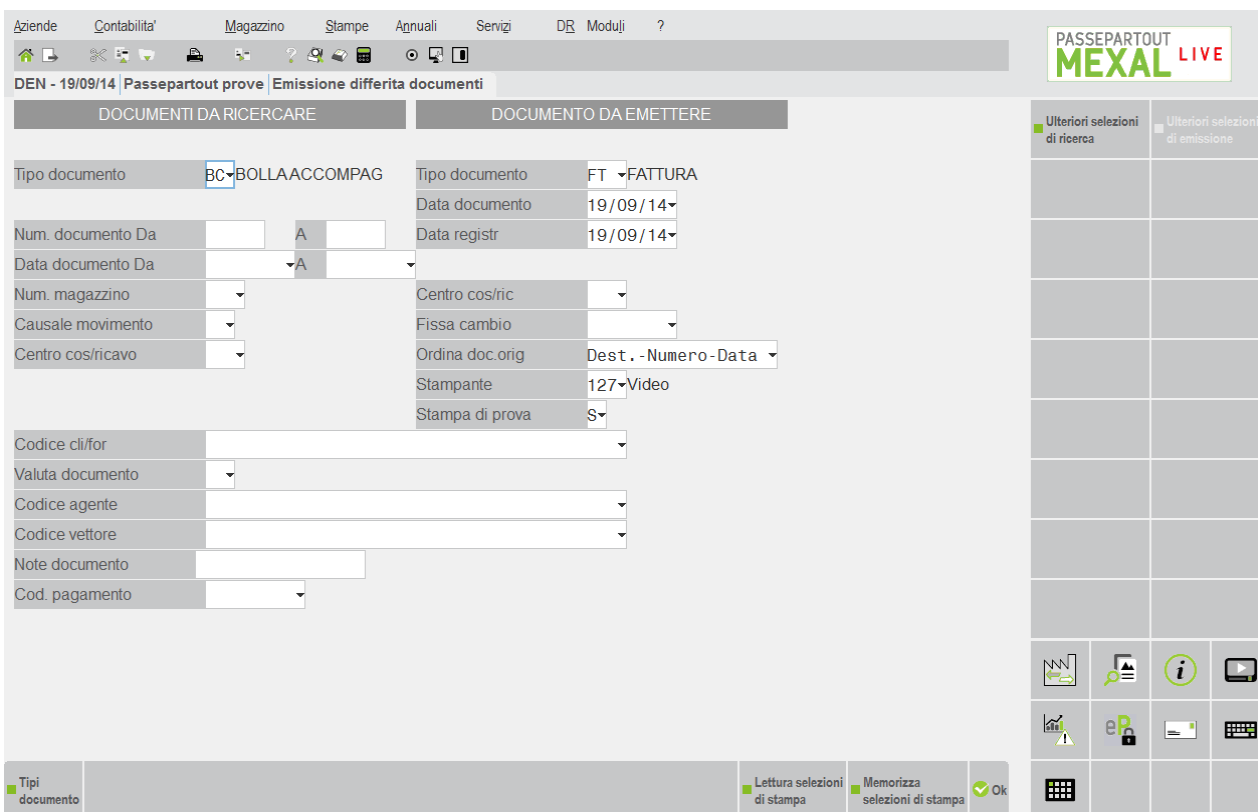 Aziende Contabilita' Magazzino Stampe Annuali Servizi DR Moduli ?
PASSEPARTOUT
MEXAL LIVE
DEN - 19/09/14 Passepartout prove Emissione differita documenti
DOCUMENTI DA RICERCARE DOCUMENTO DA EMETTERE
Ulteriori selezioni di ricerca
Ulteriori selezioni di emissione
Tipo documento BC BOLLA ACCOMPAG Tipo documento FT FATTURA
Data documento 19/09/14
Num. documento Da A Data registr 19/09/14
Data documento Da A
Num. magazzino Centro cos/ric
Causale movimento Fissa cambio
Centro cos/ricavo Ordina doc.orig Dest.-Numero-Data
Stampante 127 Video
Stampa di prova S
Codice cli/for
Valuta documento
Codice agente
Codice vettore
Note documento
Cod. pagamento
Tipi documento
Lettura selezioni di stampa
Memorizza selezioni di stampa
Ok